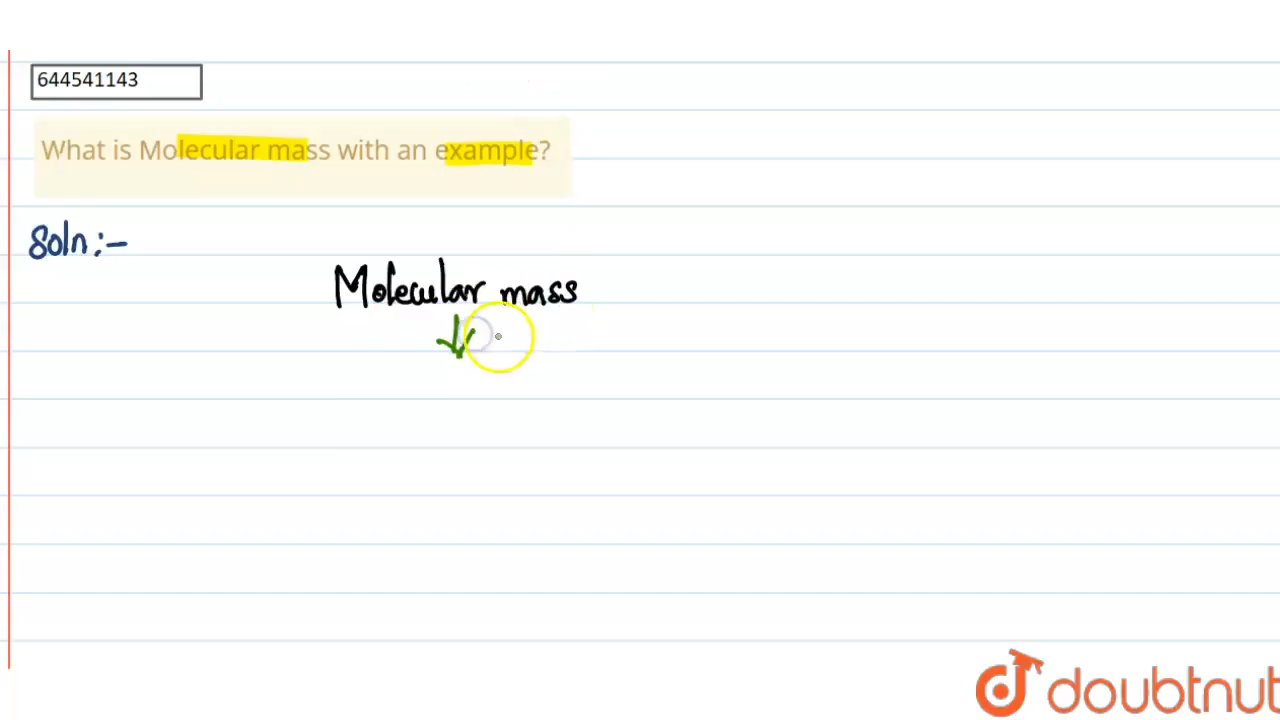 644541143
What is Molecular mass with an example?
Soln:-
Molecular mass
doubtnut